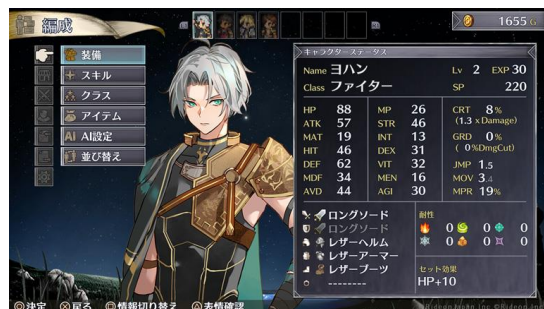 編成
1655 G
装備
スキル
クラス
アイテム
AI AI設定
並び替え
キャラクターステータス
Name ヨハン Lv 2 EXP 30
Class ファイター SP 220
HP 88 MP 26 CRT 8%
ATK 57 STR 46 (1.3 xDamage)
MAT 19 INT 13 GRD 0%
HIT 46 DEX 31 ( 0%DmgCut)
DEF 62 VIT 32 JMP 1.5
MDF 34 MEN 16 MOV 3.4
AVD 44 AGI 30 MPR 19%
ロングソード 耐性
ロングソード 0 0 0
レザーヘルム 0 0 0
レザーアーマー
レザーブーツ セット効果
-------- HP+10
決定 戻る 情報切り替え 表情確認